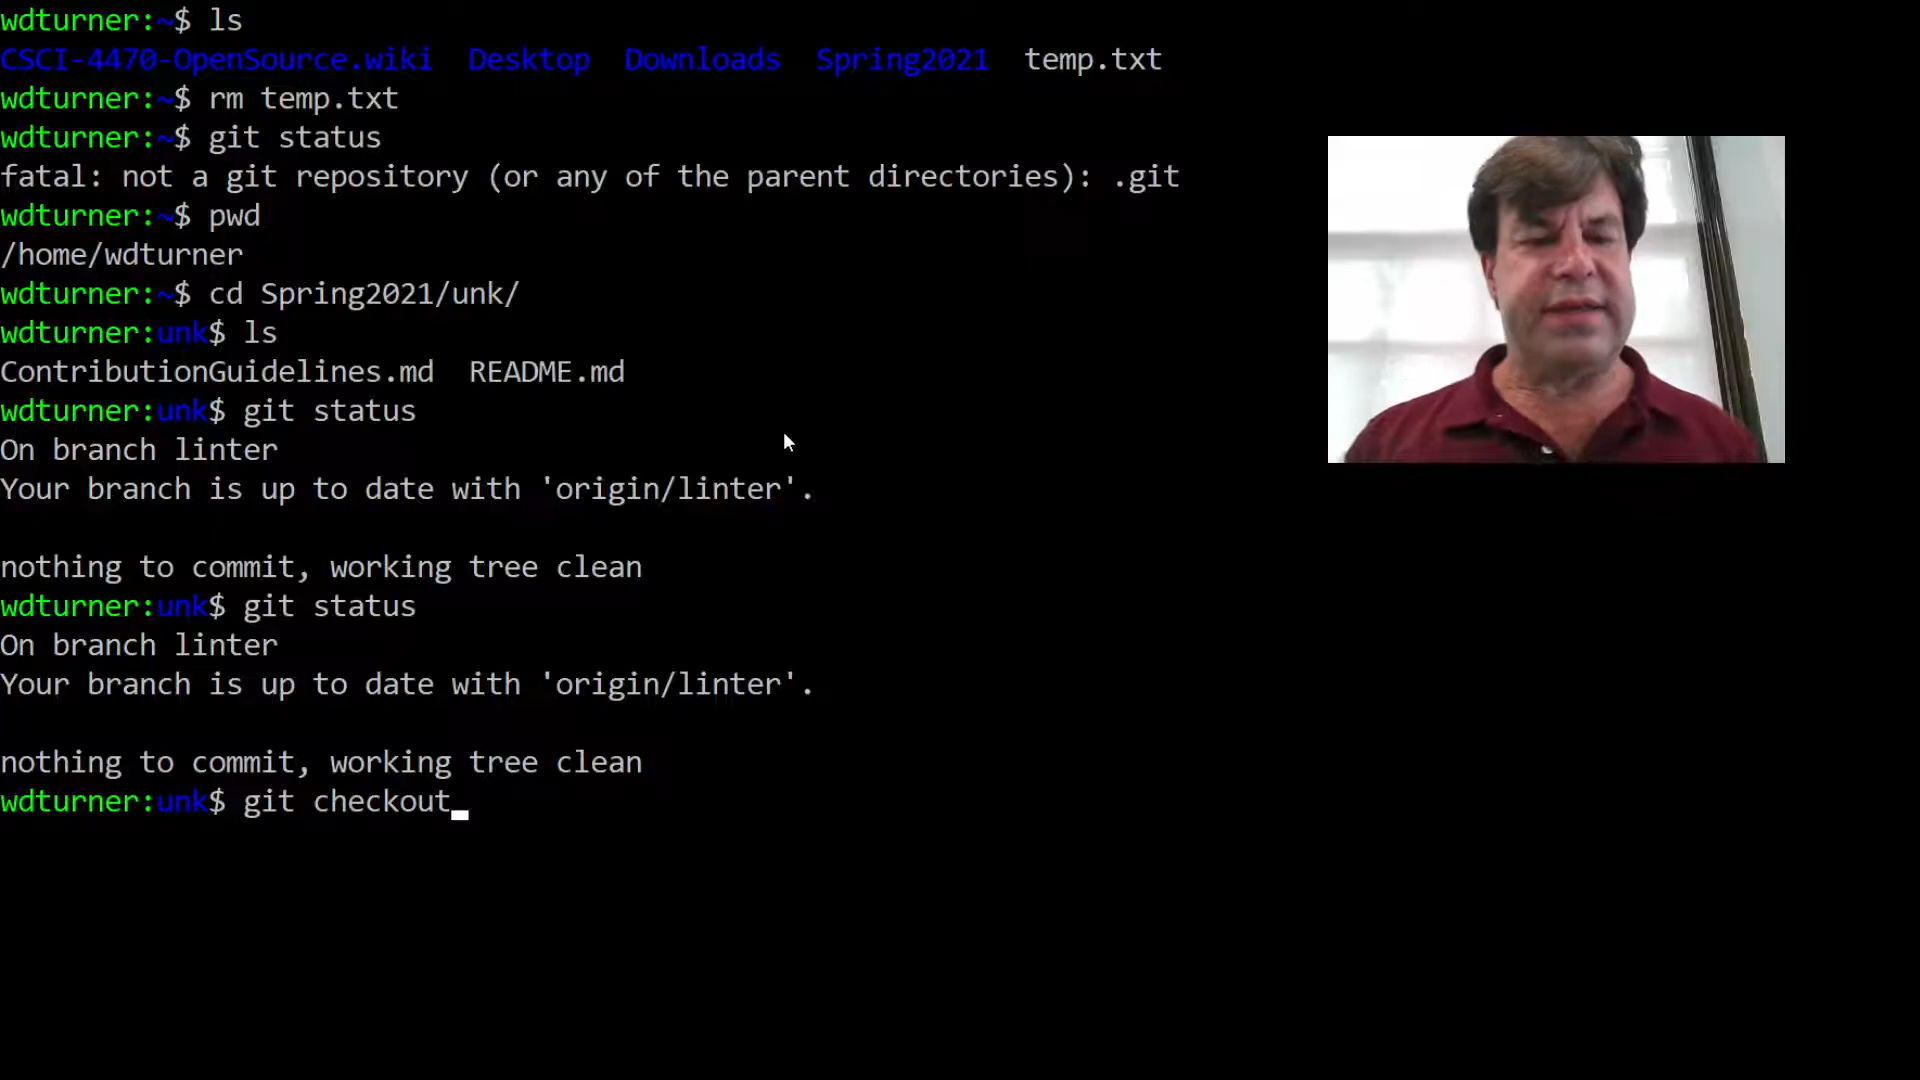 wdturner:~$ ls
CSCI-4470-OpenSource.wiki  Desktop  Downloads  Spring2021  temp.txt
wdturner:~$ rm temp.txt
wdturner:~$ git status
fatal: not a git repository (or any of the parent directories): .git
wdturner:~$ pwd
/home/wdturner
wdturner:~$ cd Spring2021/unk/
wdturner:unk$ ls
ContributionGuidelines.md  README.md
wdturner:unk$ git status
On branch linter
Your branch is up to date with 'origin/linter'.
nothing to commit, working tree clean
wdturner:unk$ git status
On branch linter
Your branch is up to date with 'origin/linter'.
nothing to commit, working tree clean
wdturner:unk$ git checkout